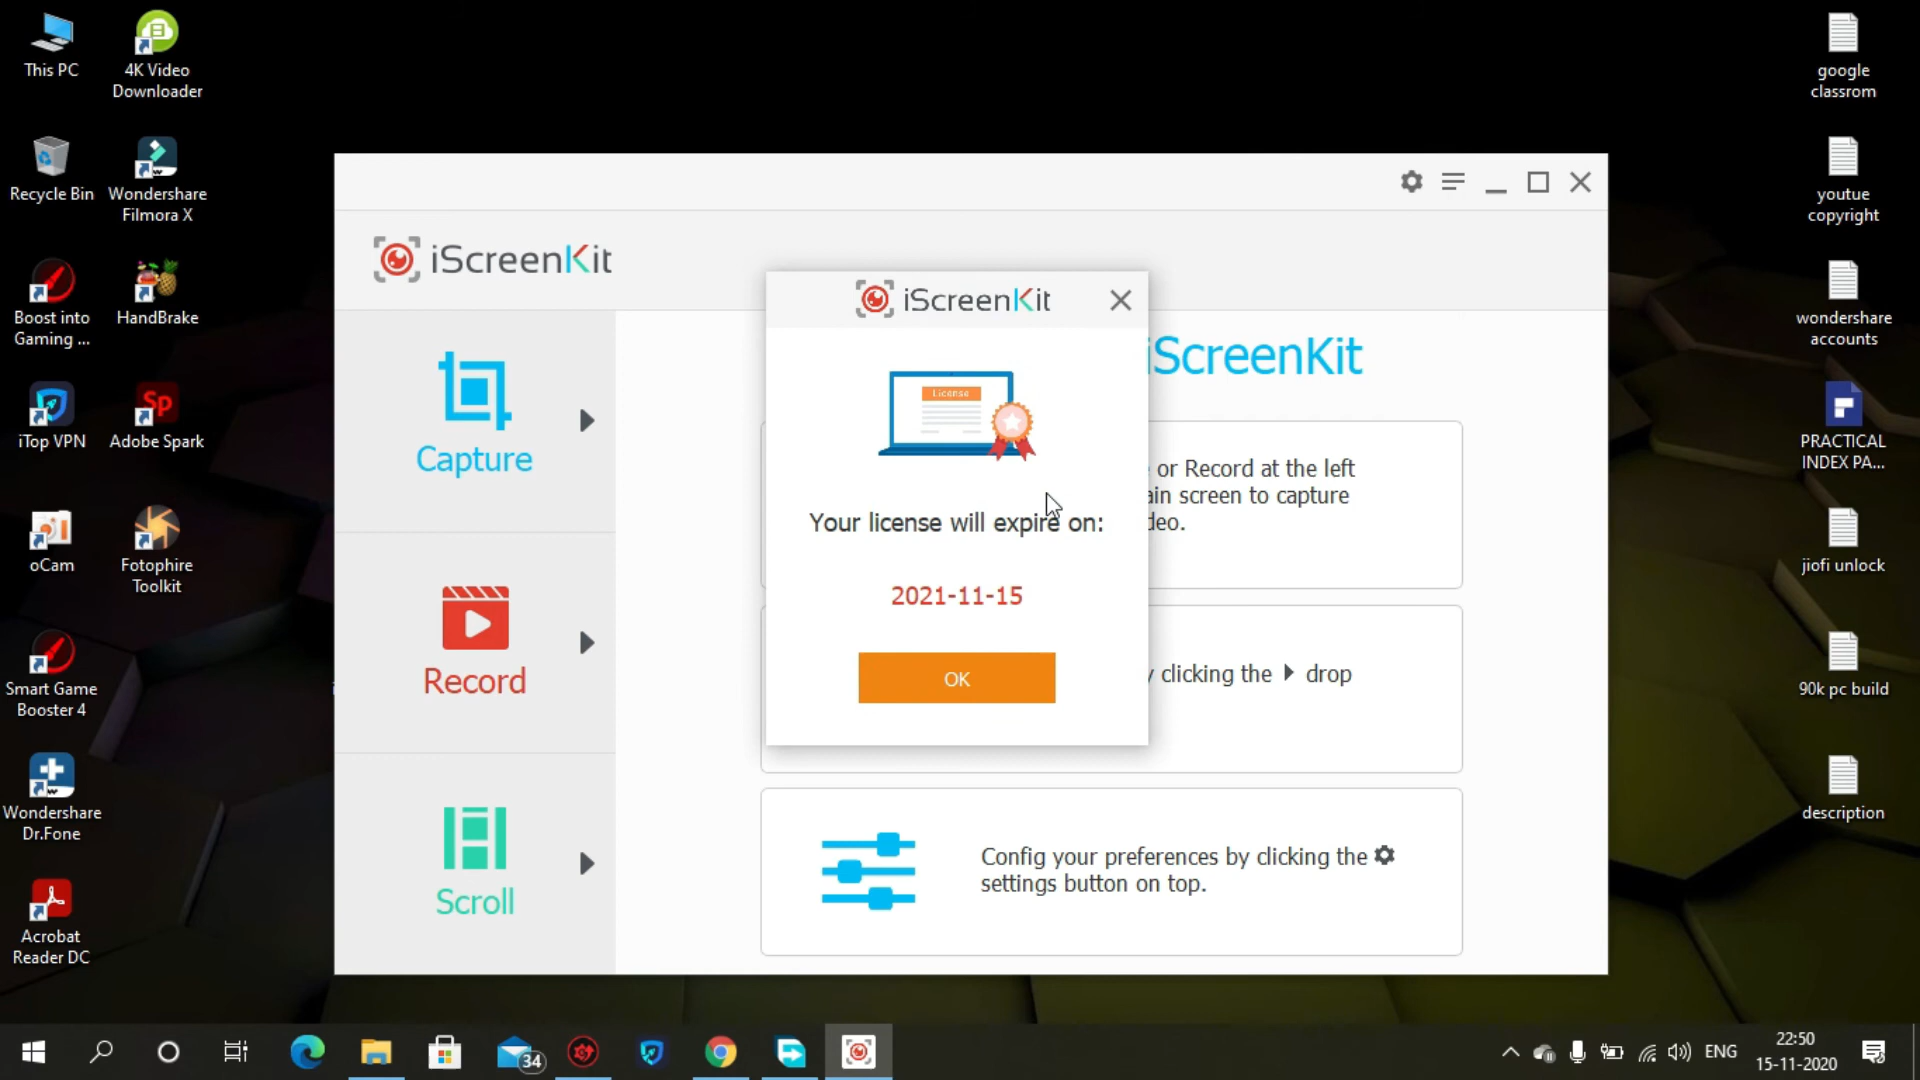 This PC
4K Video
Downloader
Recycle Bin
Wondershare
Filmora X
Boost into
Gaming ...
HandBrake
iTop VPN
Sp
Adobe Spark
oCam
Fotophire
Toolkit
Smart Game
Booster 4
Wondershare
Dr.Fone
Acrobat
Reader DC
iScreenKit
Capture
Record
Scroll
iScreenKit
or Record at the left
ain screen to capture
deo.
clicking the drop
Config your preferences by clicking the
settings button on top.
iScreenKit
License
Your license will expire on:
2021-11-15
OK
google
classrom
youtue
copyright
wondershare
accounts
PRACTICAL
INDEX PA...
jiofi unlock
90k pc build
description
34
ENG
22:50
15-11-2020